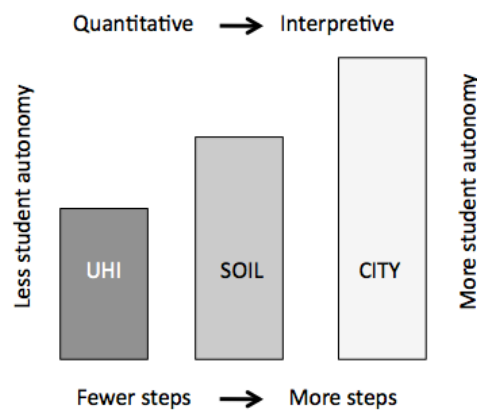 Quantitative → Interpretive
Less student autonomy
UHI
SOIL
CITY
More student autonomy
Fewer steps → More steps